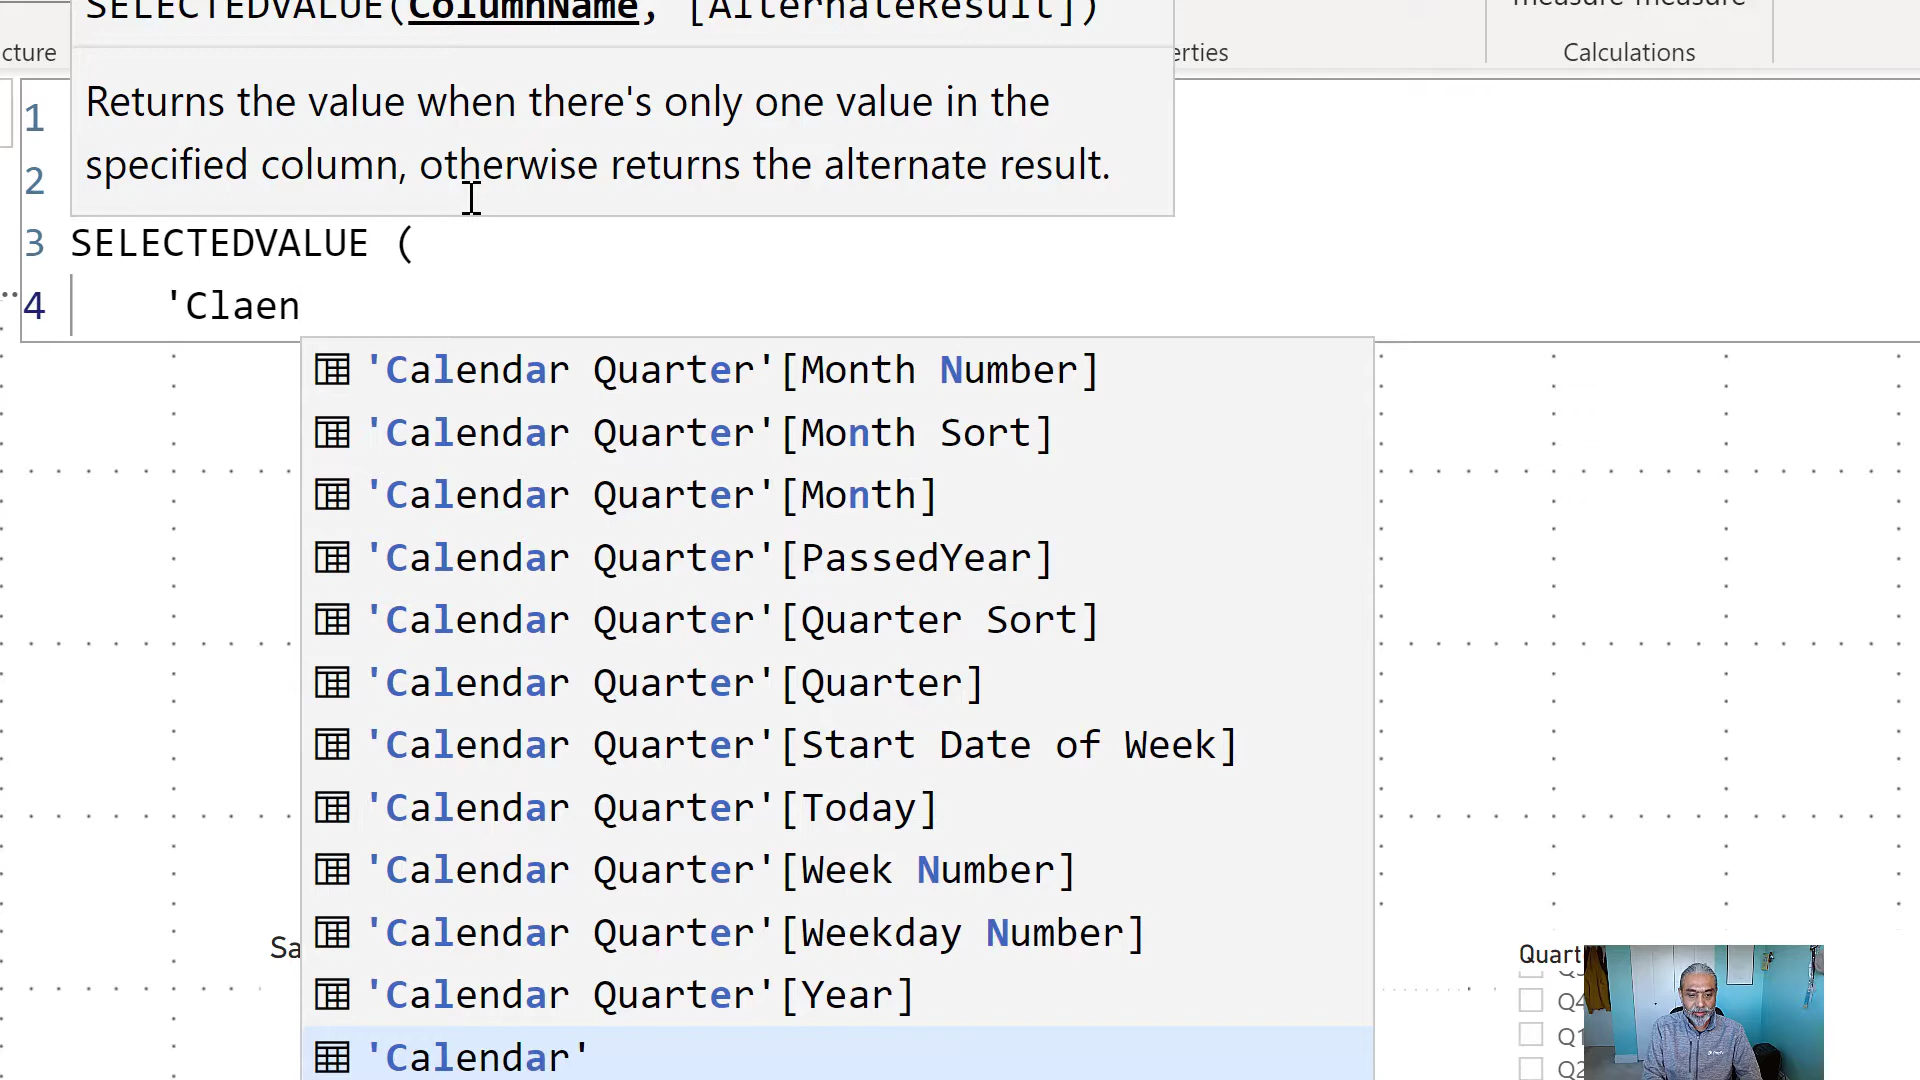 SELECTEDVALUE(ColumnName, [AlternateResult])
measure measure
cture
erties
Calculations
Returns the value when there's only one value in the
specified column, otherwise returns the alternate result.
1
2
3 SELECTEDVALUE (
4 'Claen
'Calendar Quarter'[Month Number]
'Calendar Quarter'[Month Sort]
'Calendar Quarter'[Month]
'Calendar Quarter'[PassedYear]
'Calendar Quarter'[Quarter Sort]
'Calendar Quarter'[Quarter]
'Calendar Quarter'[Start Date of Week]
'Calendar Quarter'[Today]
'Calendar Quarter'[Week Number]
'Calendar Quarter'[Weekday Number]
'Calendar Quarter'[Year]
'Calendar'
Sa
Quart
Q4
Q1
Q2